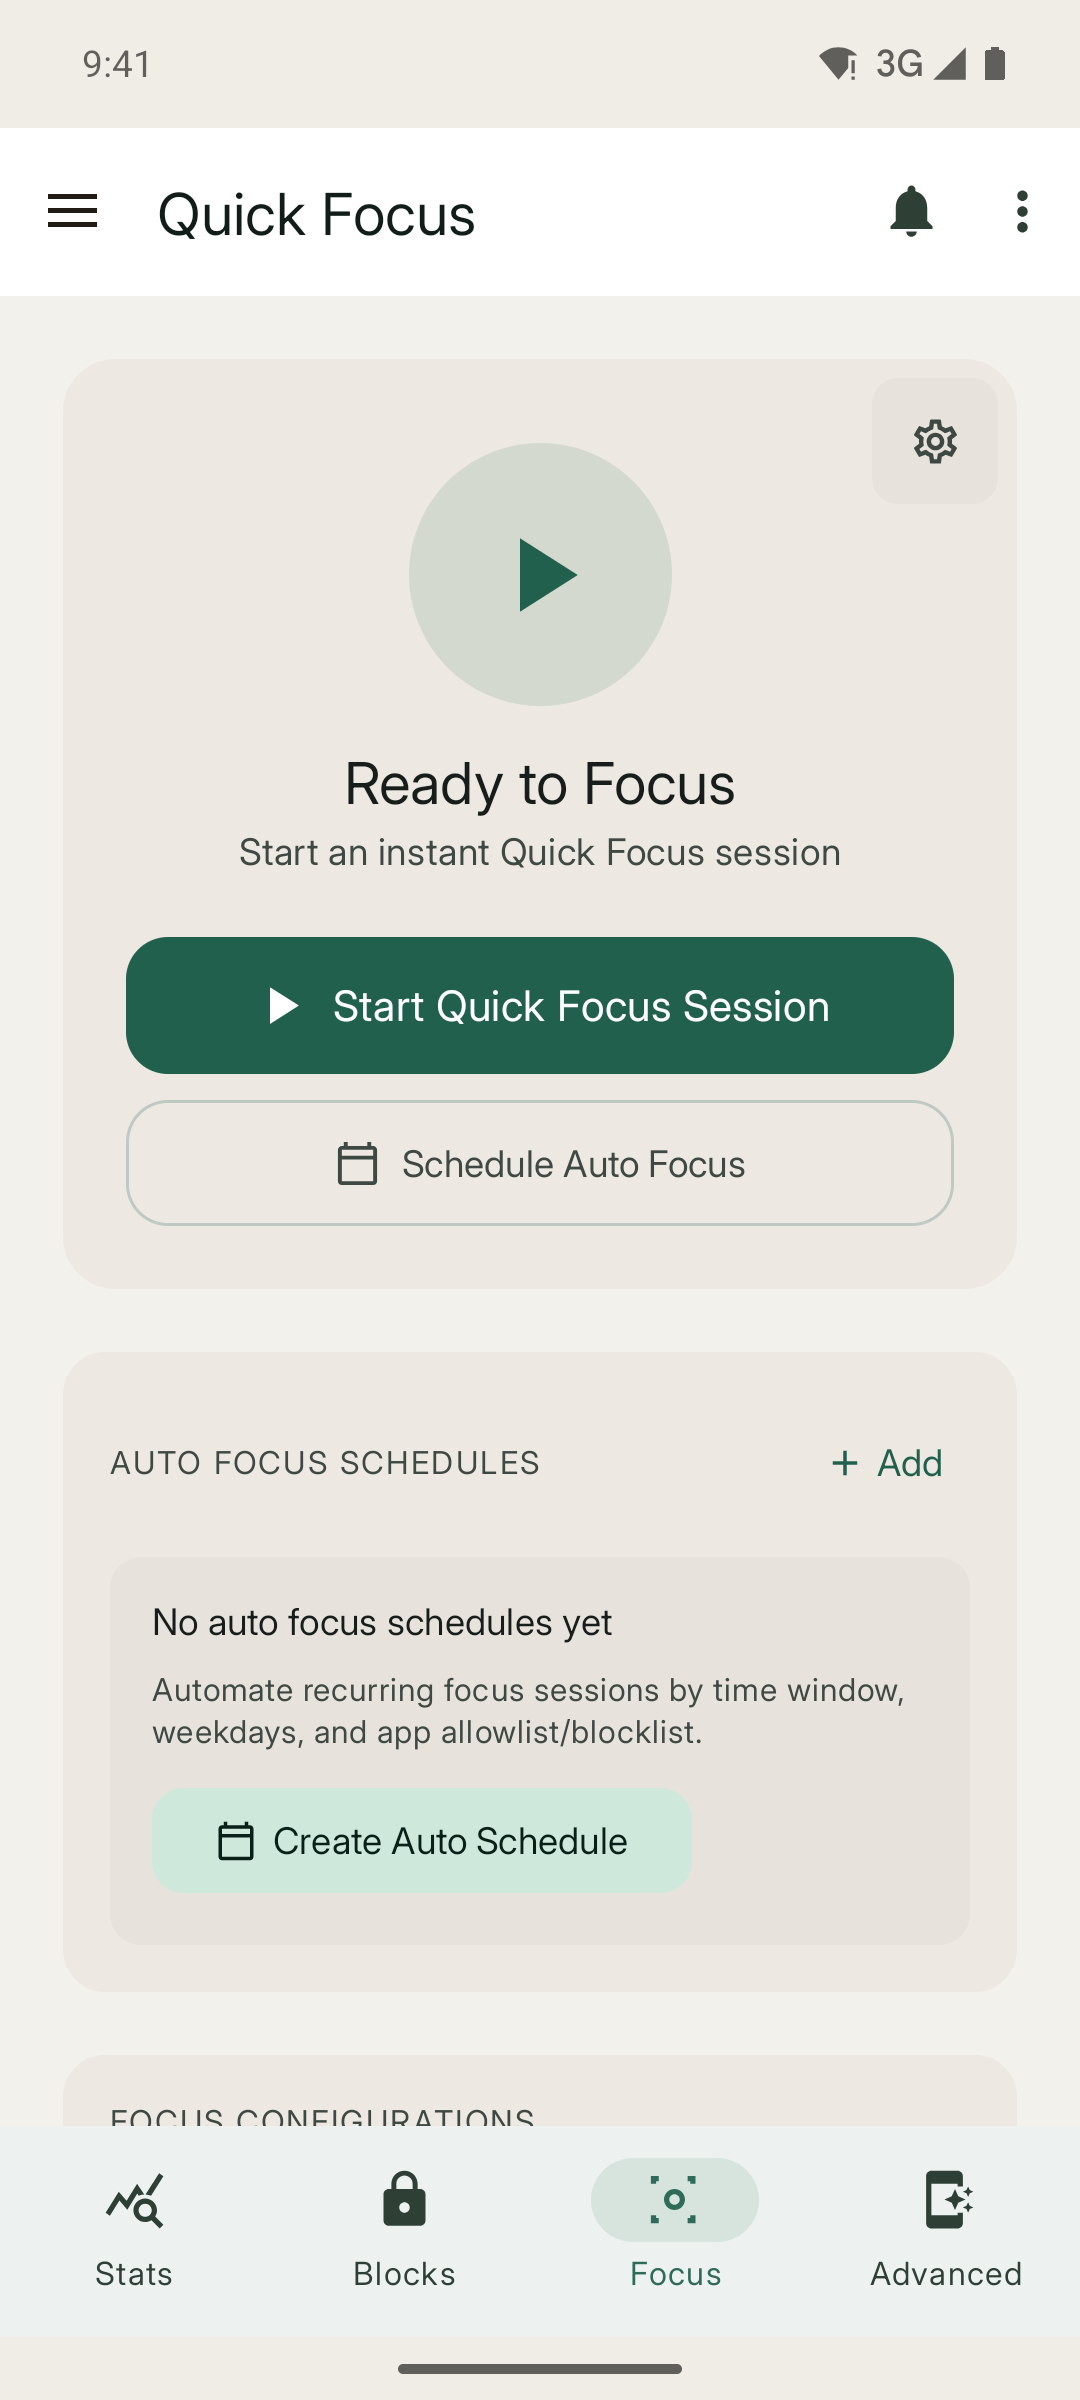 9:41
3G
Quick Focus
Ready to Focus
Start an instant Quick Focus session
Start Quick Focus Session
Schedule Auto Focus
AUTO FOCUS SCHEDULES
Add
No auto focus schedules yet
Automate recurring focus sessions by time window,
weekdays, and app allowlist/blocklist.
Create Auto Schedule
FOCUS CONFIGURATIONS
Stats
Blocks
Focus
Advanced